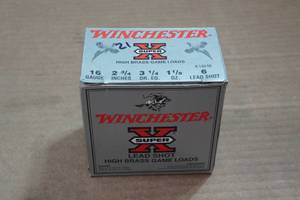 21
WINCHESTER
SUPER X
HIGH BRASS GAME LOADS
16 2 3/4 3 1/4 1 1/8 6
GAUGE INCHES DR. EQ. OZ. LEAD SHOT
WINCHESTER
SUPER X
LEAD SHOT
HIGH BRASS GAME LOADS